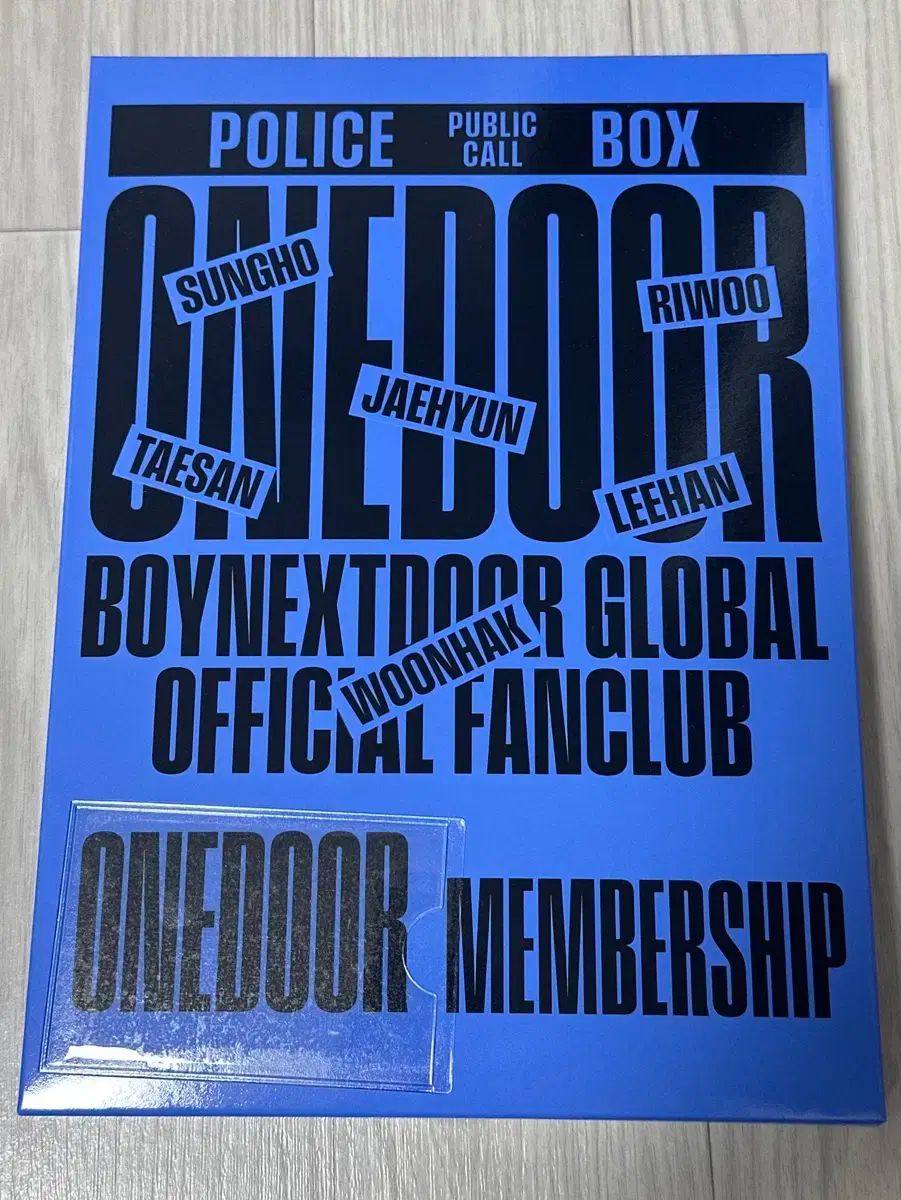 POLICE PUBLIC CALL BOX
ONEDOOR
SUNGHO
RIWOO
JAEHYUN
TAESAN
LEEHAN
BOYNEXTDOOR GLOBAL
WOONHAK
OFFICIAL FANCLUB
ONEDOOR MEMBERSHIP